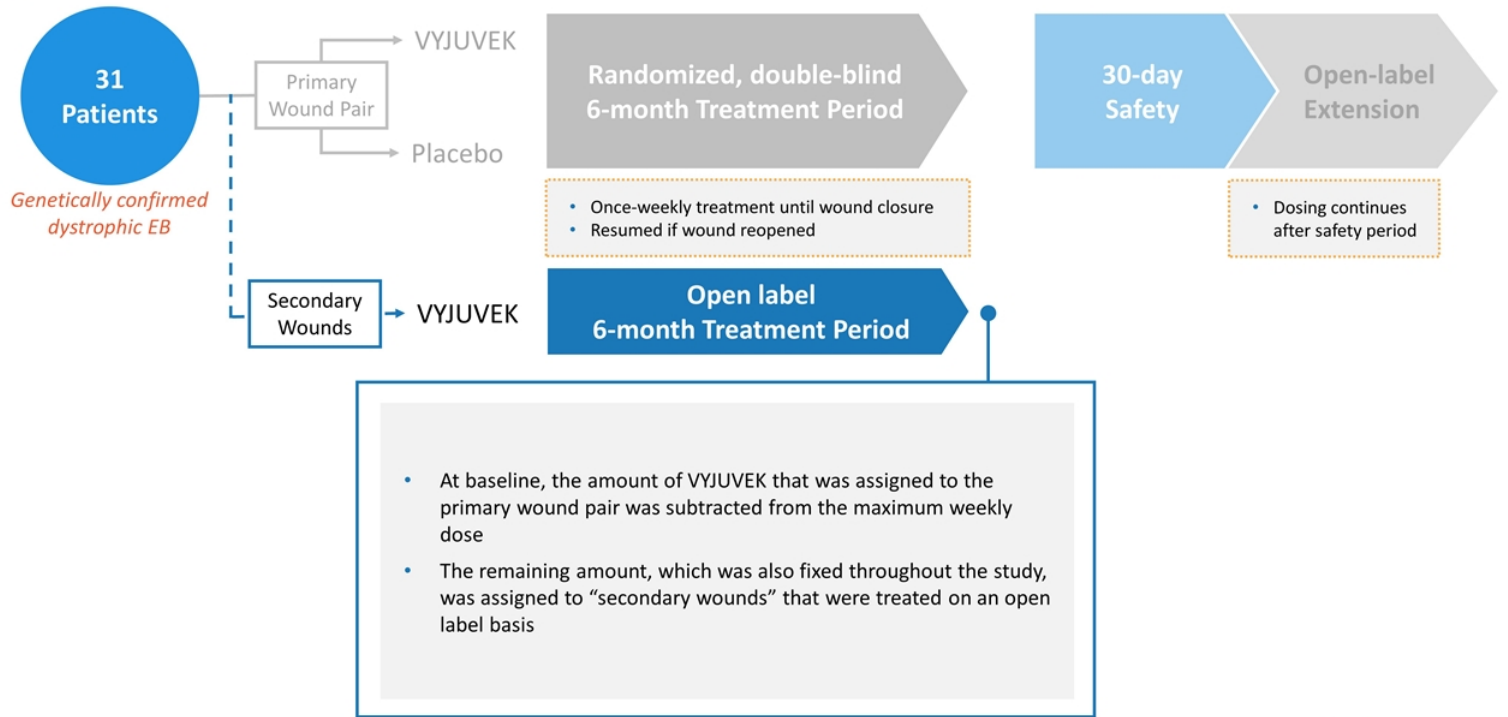 31
Patients
Genetically confirmed
dystrophic EB
Primary
Wound Pair
VYJUVEK
Placebo
Randomized, double-blind
6-month Treatment Period
• Once-weekly treatment until wound closure
• Resumed if wound reopened
30-day
Safety
Open-label
Extension
• Dosing continues
after safety period
Secondary
Wounds
VYJUVEK
Open label
6-month Treatment Period
• At baseline, the amount of VYJUVEK that was assigned to the
primary wound pair was subtracted from the maximum weekly
dose
• The remaining amount, which was also fixed throughout the study,
was assigned to “secondary wounds” that were treated on an open
label basis